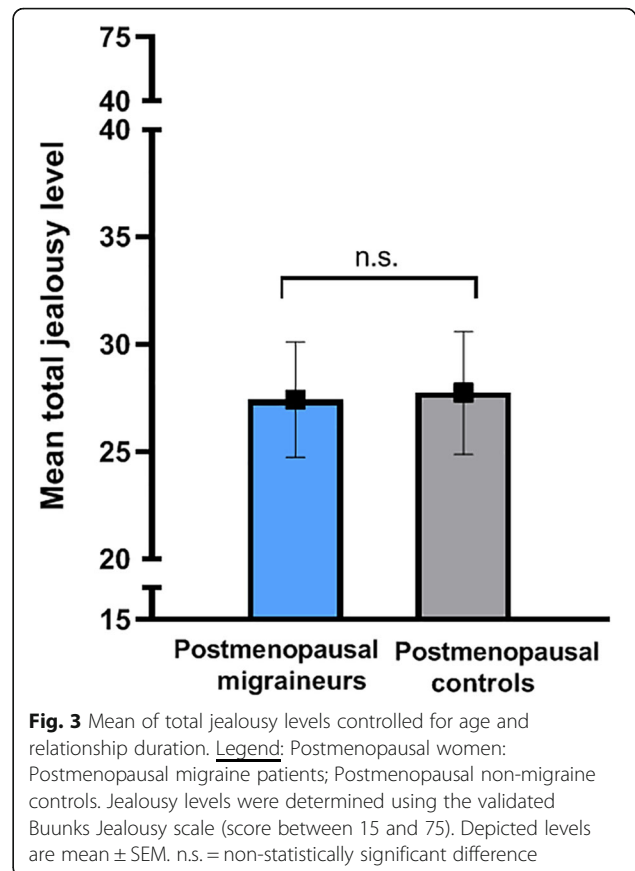 75
40
40
35
30
25
20
15
Mean total jealousy level
n.s.
Postmenopausal
migraineurs
Postmenopausal
controls
Fig. 3 Mean of total jealousy levels controlled for age and
relationship duration. Legend: Postmenopausal women:
Postmenopausal migraine patients; Postmenopausal non-migraine
controls. Jealousy levels were determined using the validated
Buunks Jealousy scale (score between 15 and 75). Depicted levels
are mean ± SEM. n.s. = non-statistically significant difference